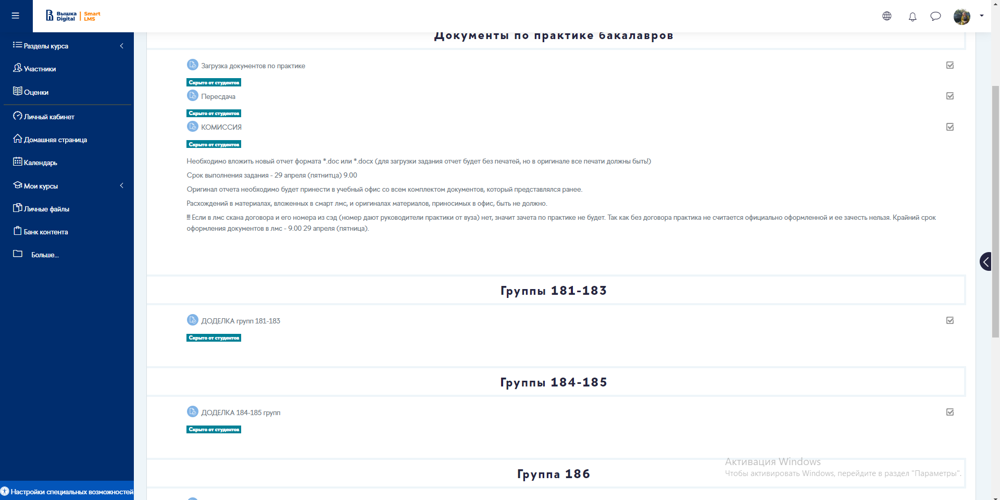 Вышка
Digital
Smart
LMS
Разделы курса
Участники
Оценки
Личный кабинет
Домашняя страница
Календарь
Мои курсы
Личные файлы
Банк контента
Больше...
Настройки специальных возможностей
Документы по практике бакалавров
Загрузка документов по практике
Скрыто от студентов
Пересдача
Скрыто от студентов
КОМИССИЯ
Скрыто от студентов
Необходимо вложить новый отчет формата *.doc или *.docx (для загрузки задания отчет будет без печатей, но в оригинале все печати должны быть!)
Срок выполнения задания - 29 апреля (пятнитца) 9.00
Оригинал отчета необходимо будет принести в учебный офис со всем комплектом документов, который представлялся ранее.
Расхождений в материалах, вложенных в смарт лмс, и оригиналах материалов, приносимых в офис, быть не должно.
!!! Если в лмс скана договора и его номера из сэд (номер дают руководители практики от вуза) нет, значит зачета по практике не будет. Так как без договора практика не считается официально оформленной и ее зачесть нельзя. Крайний срок
оформления документов в лмс - 9.00 29 апреля (пятница).
Группы 181-183
ДОДЕЛКА групп 181-183
Скрыто от студентов
Группы 184-185
ДОДЕЛКА 184-185 групп
Скрыто от студентов
Группа 186
Активация Windows
Чтобы активировать Windows, перейдите в раздел "Параметры".